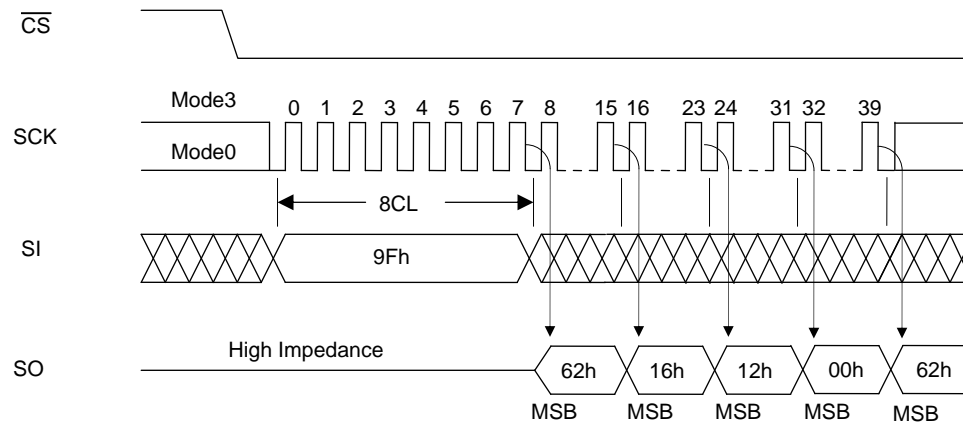 CS
Mode3
0 1 2 3 4 5 6 7 8 15 16 23 24 31 32 39
SCK
Mode0
8CL
SI
9Fh
High Impedance
SO
62h 16h 12h 00h 62h
MSB MSB MSB MSB MSB